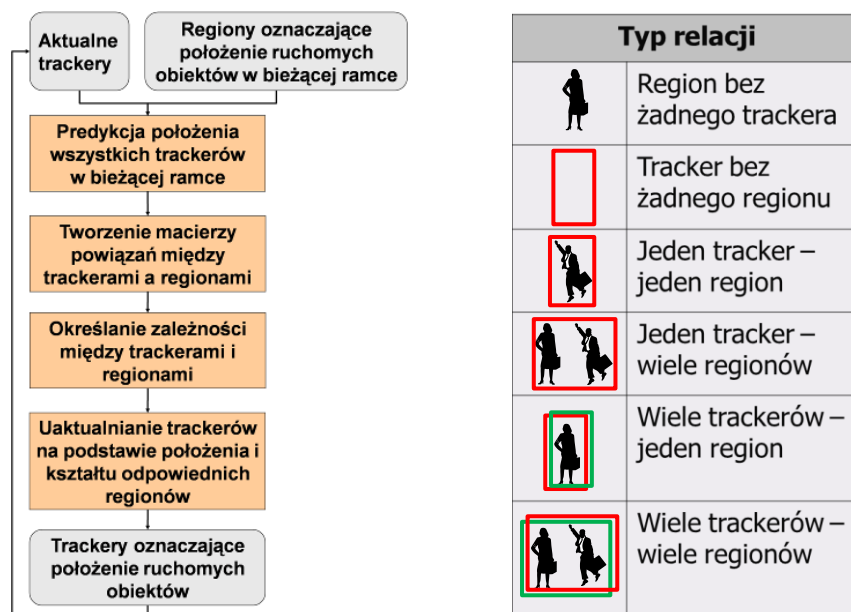 Aktualne
trackery
Regiony oznaczające
położenie ruchomych
obiektów w bieżącej ramce
Predykcja położenia
wszystkich trackerów
w bieżącej ramce
Tworzenie macierzy
powiązań między
trackerami a regionami
Określanie zależności
między trackerami i
regionami
Uaktualnianie trackerów
na podstawie położenia i
kształtu odpowiednich
regionów
Trackery oznaczające
położenie ruchomych
obiektów
Typ relacji
Region bez
żadnego trackera
Tracker bez
żadnego regionu
Jeden tracker –
jeden region
Jeden tracker –
wiele regionów
Wiele trackerów –
jeden region
Wiele trackerów –
wiele regionów